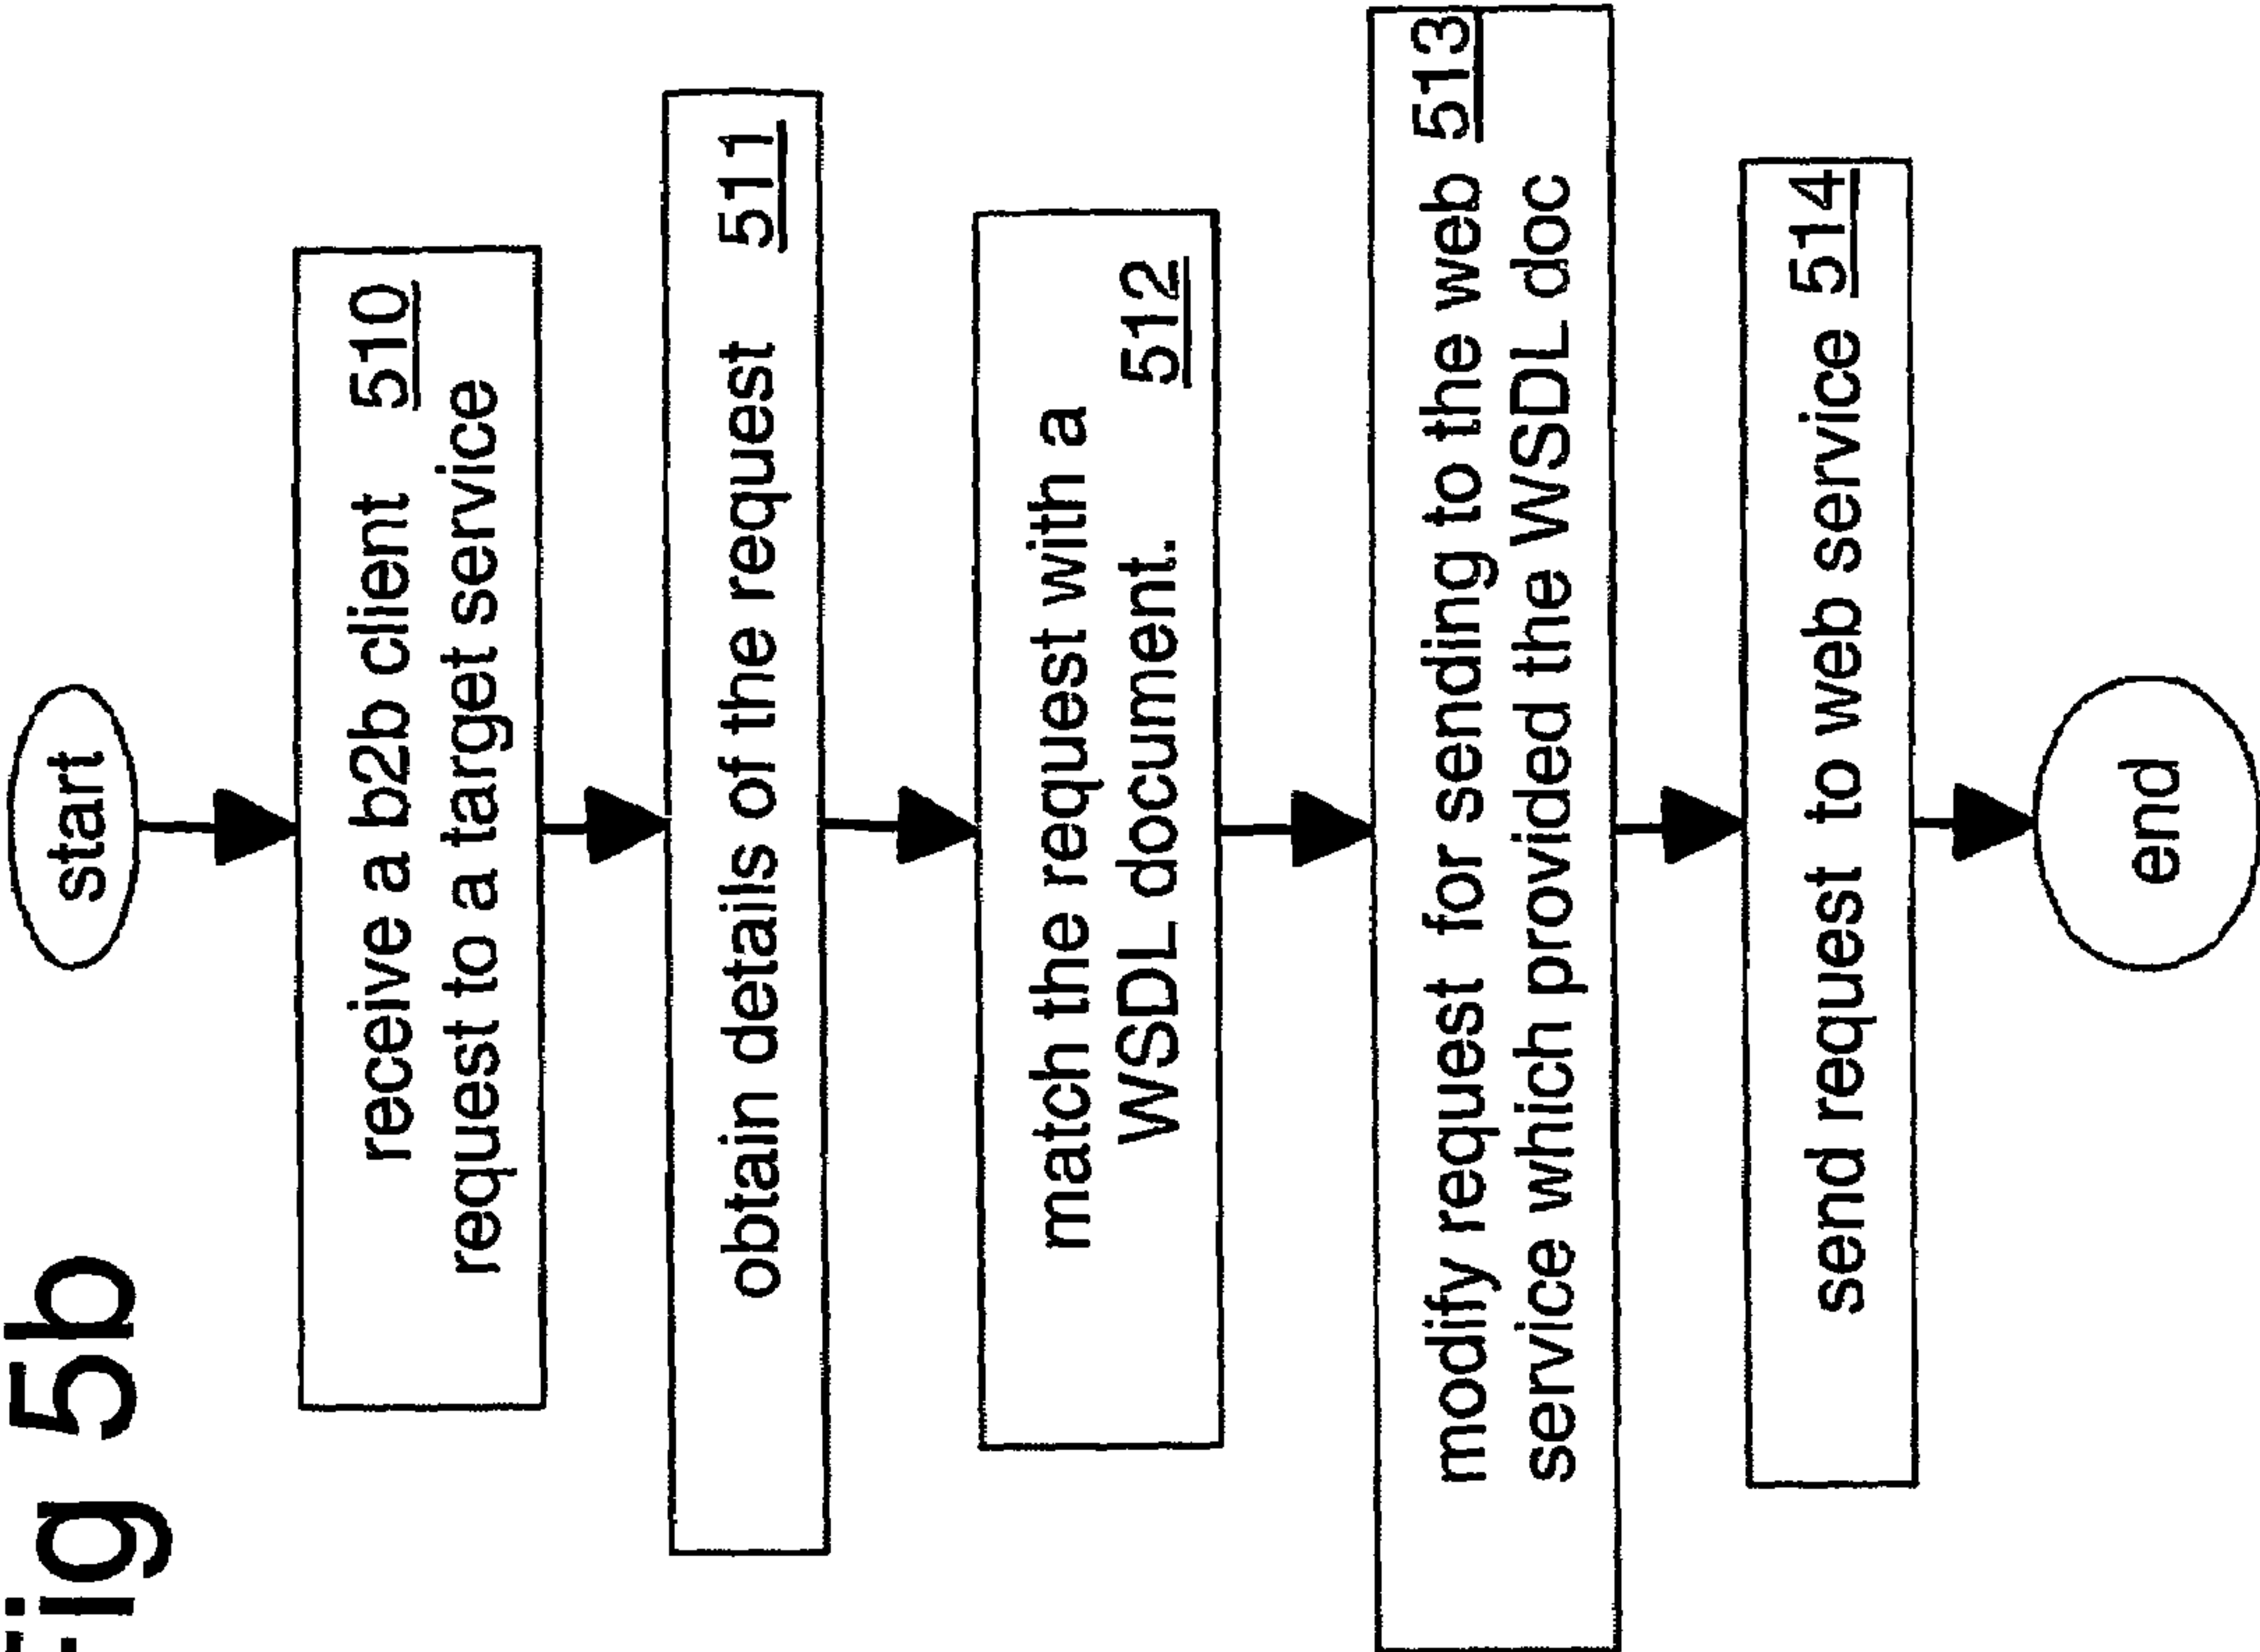 Fig 5b
start
receive a b2b client 510
request to a target service
obtain details of the request 511
match the request with a
WSDL document. 512
modify request for sending to the web 513
service which provided the WSDL doc
send request to web service 514
end